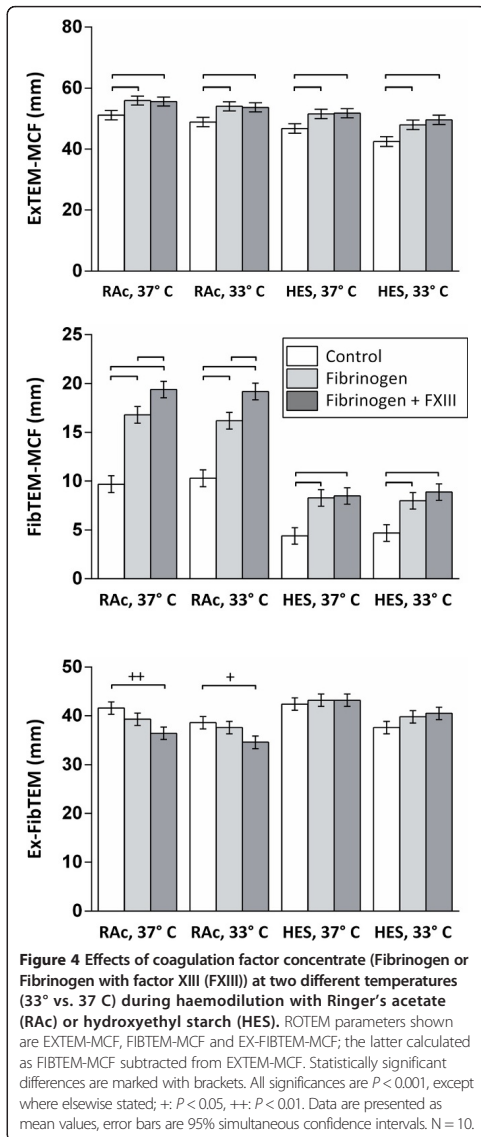 80
60
40
20
0
ExTEM-MCF (mm)
RAc, 37° C RAc, 33° C HES, 37° C HES, 33° C
25
20
15
10
5
0
FibTEM-MCF (mm)
Control
Fibrinogen
Fibrinogen + FXIII
RAc, 37° C RAc, 33° C HES, 37° C HES, 33° C
50
40
30
20
10
0
Ex-FibTEM (mm)
++ +
RAc, 37° C RAc, 33° C HES, 37° C HES, 33° C
Figure 4 Effects of coagulation factor concentrate (Fibrinogen or
Fibrinogen with factor XIII (FXIII)) at two different temperatures
(33° vs. 37 C) during haemodilution with Ringer's acetate
(RAc) or hydroxyethyl starch (HES). ROTEM parameters shown
are EXTEM-MCF, FIBTEM-MCF and EX-FIBTEM-MCF; the latter calculated
as FIBTEM-MCF subtracted from EXTEM-MCF. Statistically significant
differences are marked with brackets. All significances are P < 0.001, except
where elsewise stated; +: P < 0.05, ++: P < 0.01. Data are presented as
mean values, error bars are 95% simultaneous confidence intervals. N = 10.